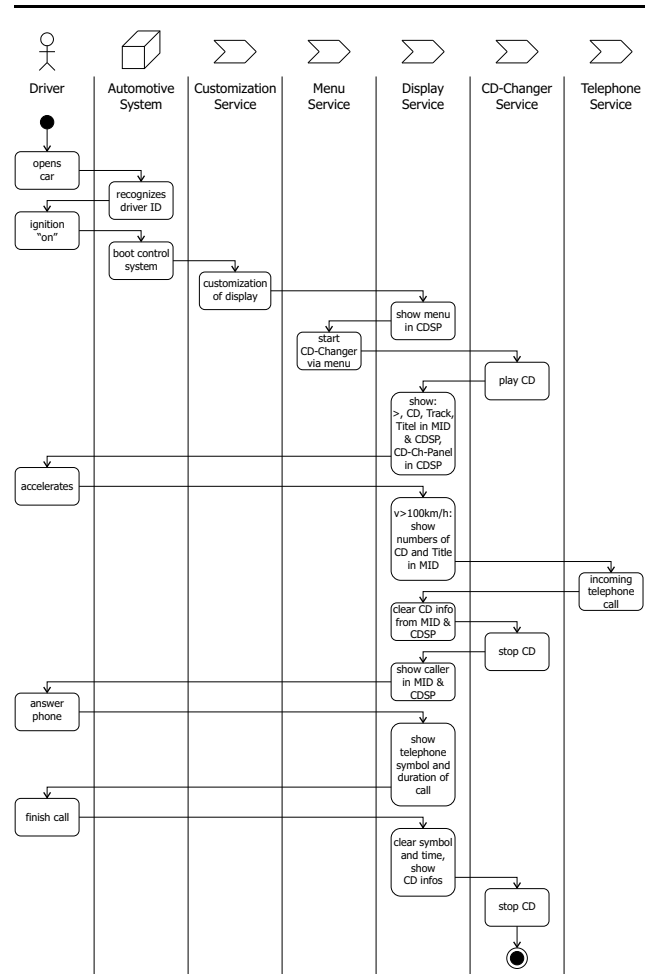 Driver
Automotive
System
Customization
Service
Menu
Service
Display
Service
CD-Changer
Service
Telephone
Service
opens
car
recognizes
driver ID
ignition
"on"
boot control
system
customization
of display
show menu
in CDSP
start
CD-Changer
via menu
play CD
show:
>, CD, Track,
Titel in MID
& CDSP,
CD-Ch-Panel
in CDSP
accelerates
v>100km/h:
show
numbers of
CD and Title
in MID
incoming
telephone
call
clear CD info
from MID &
CDSP
stop CD
show caller
in MID &
CDSP
answer
phone
show
telephone
symbol and
duration of
call
finish call
clear symbol
and time,
show
CD infos
stop CD